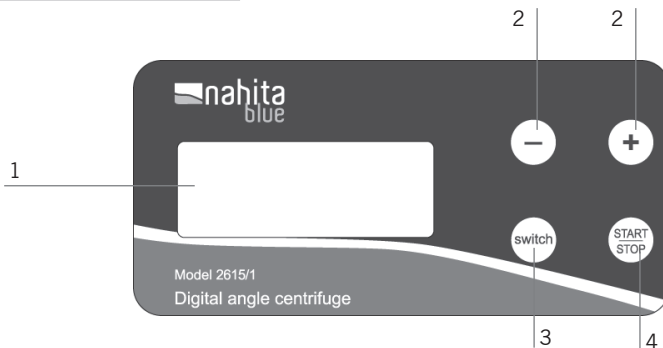 2 2
nahita
blue
− +
1
switch START
STOP
Model 2615/1
Digital angle centrifuge
3 4